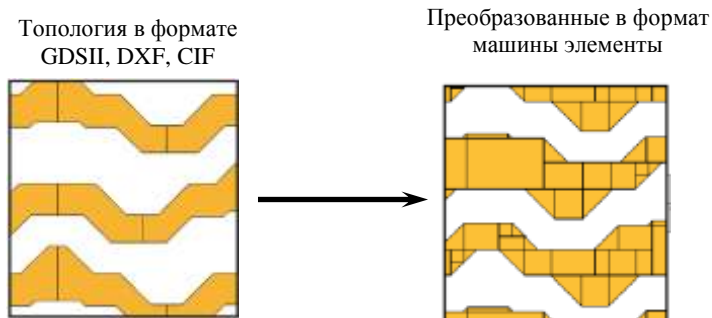 Топология в формате
GDSII, DXF, CIF
Преобразованные в формат
машины элементы